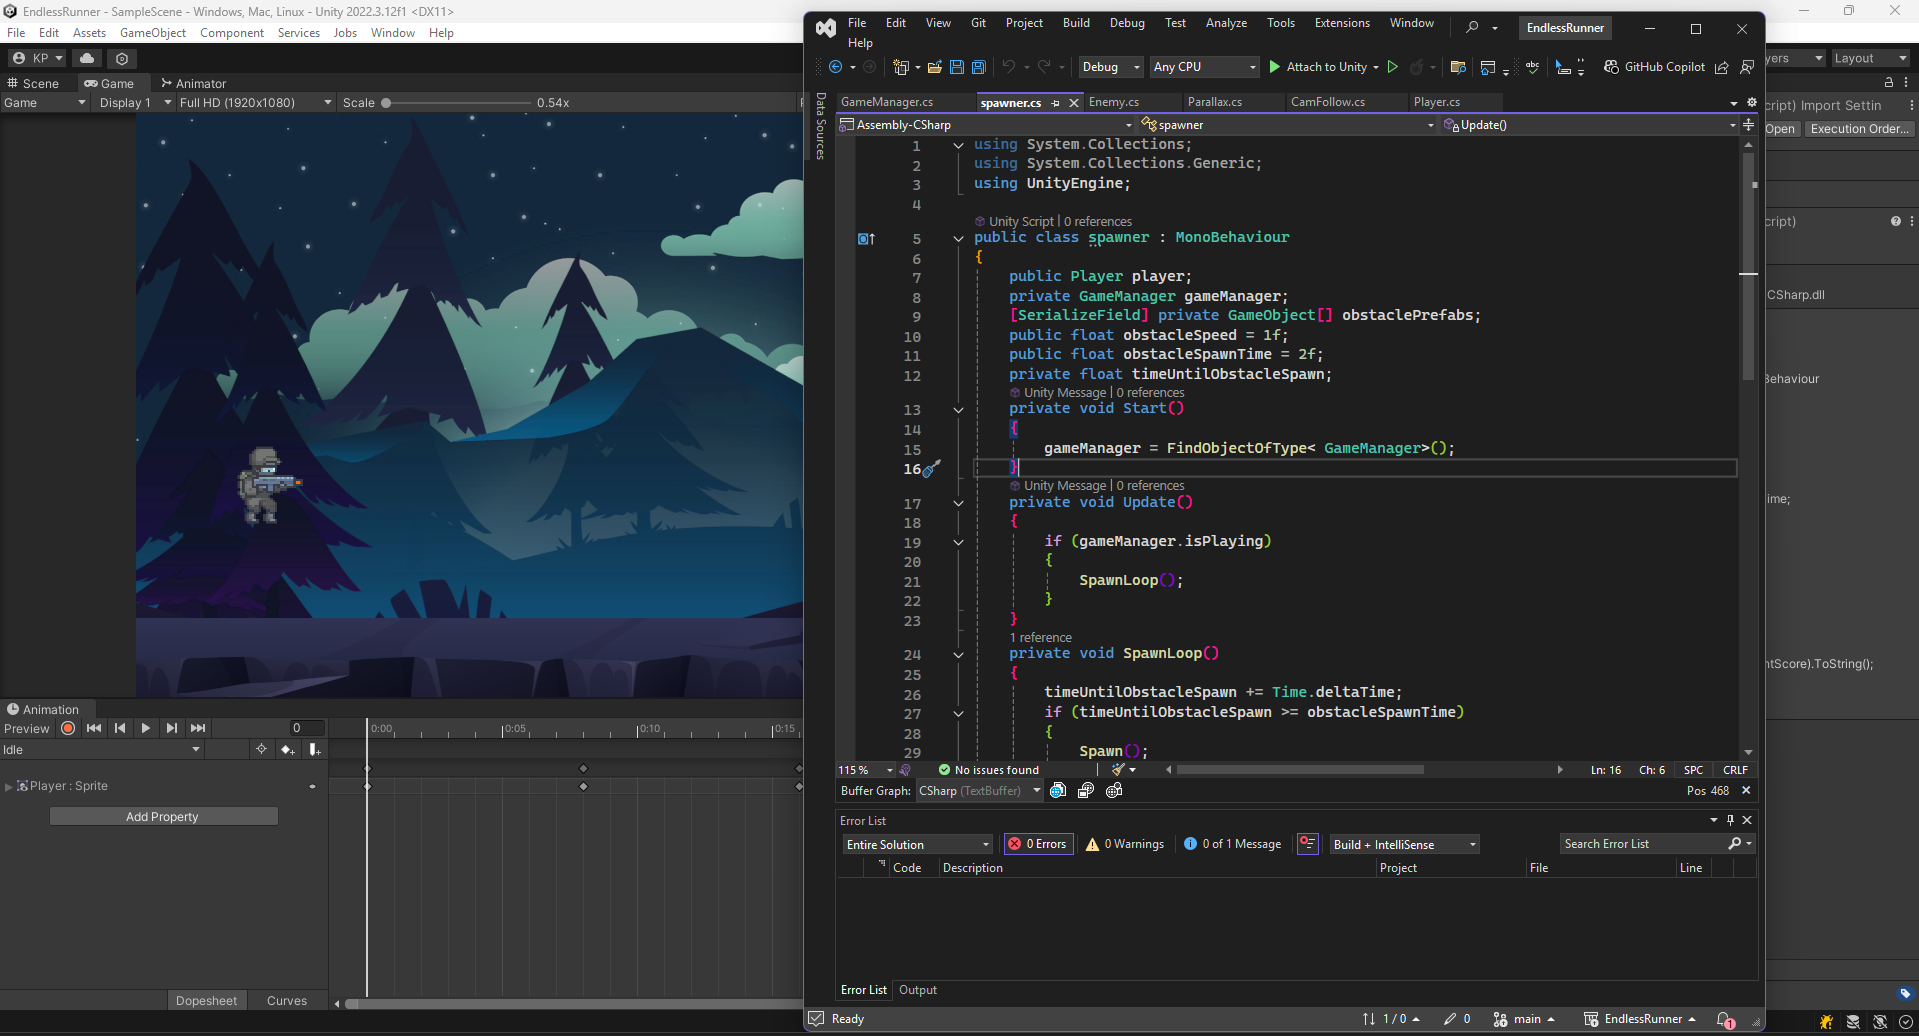 EndlessRunner - SampleScene - Windows, Mac, Linux - Unity 2022.3.12f1 <DX11>
File Edit Assets GameObject Component Services Jobs Window Help
KP
Scene Game Animator
Game Display 1 Full HD (1920x1080) Scale 0.54x
Animation
Preview 0 0:00 0:05 0:10 0:15
Idle
Player : Sprite
Add Property
Dopesheet Curves
File Edit View Git Project Build Debug Test Analyze Tools Extensions Window EndlessRunner
Help
Debug Any CPU Attach to Unity GitHub Copilot
Data Sources
GameManager.cs spawner.cs Enemy.cs Parallax.cs CamFollow.cs Player.cs
Assembly-CSharp spawner Update()
1 using System.Collections;
2 using System.Collections.Generic;
3 using UnityEngine;
4
Unity Script | 0 references
5 public class spawner : MonoBehaviour
6 {
7 public Player player;
8 private GameManager gameManager;
9 [SerializeField] private GameObject[] obstaclePrefabs;
10 public float obstacleSpeed = 1f;
11 public float obstacleSpawnTime = 2f;
12 private float timeUntilObstacleSpawn;
Unity Message | 0 references
13 private void Start()
14 {
15 gameManager = FindObjectOfType< GameManager>();
16 }
Unity Message | 0 references
17 private void Update()
18 {
19 if (gameManager.isPlaying)
20 {
21 SpawnLoop();
22 }
23 }
1 reference
24 private void SpawnLoop()
25 {
26 timeUntilObstacleSpawn += Time.deltaTime;
27 if (timeUntilObstacleSpawn >= obstacleSpawnTime)
28 {
29 Spawn();
115 % No issues found Ln: 16 Ch: 6 SPC CRLF
Buffer Graph: CSharp (TextBuffer) Pos 468
Error List
Entire Solution 0 Errors 0 Warnings 0 of 1 Message Build + IntelliSense Search Error List
Code Description Project File Line
Error List Output
Ready 1 / 0 0 main EndlessRunner 1
yers Layout
cript) Import Settin
Open Execution Order...
cript)
CSharp.dll
Behaviour
ime;
ntScore).ToString();